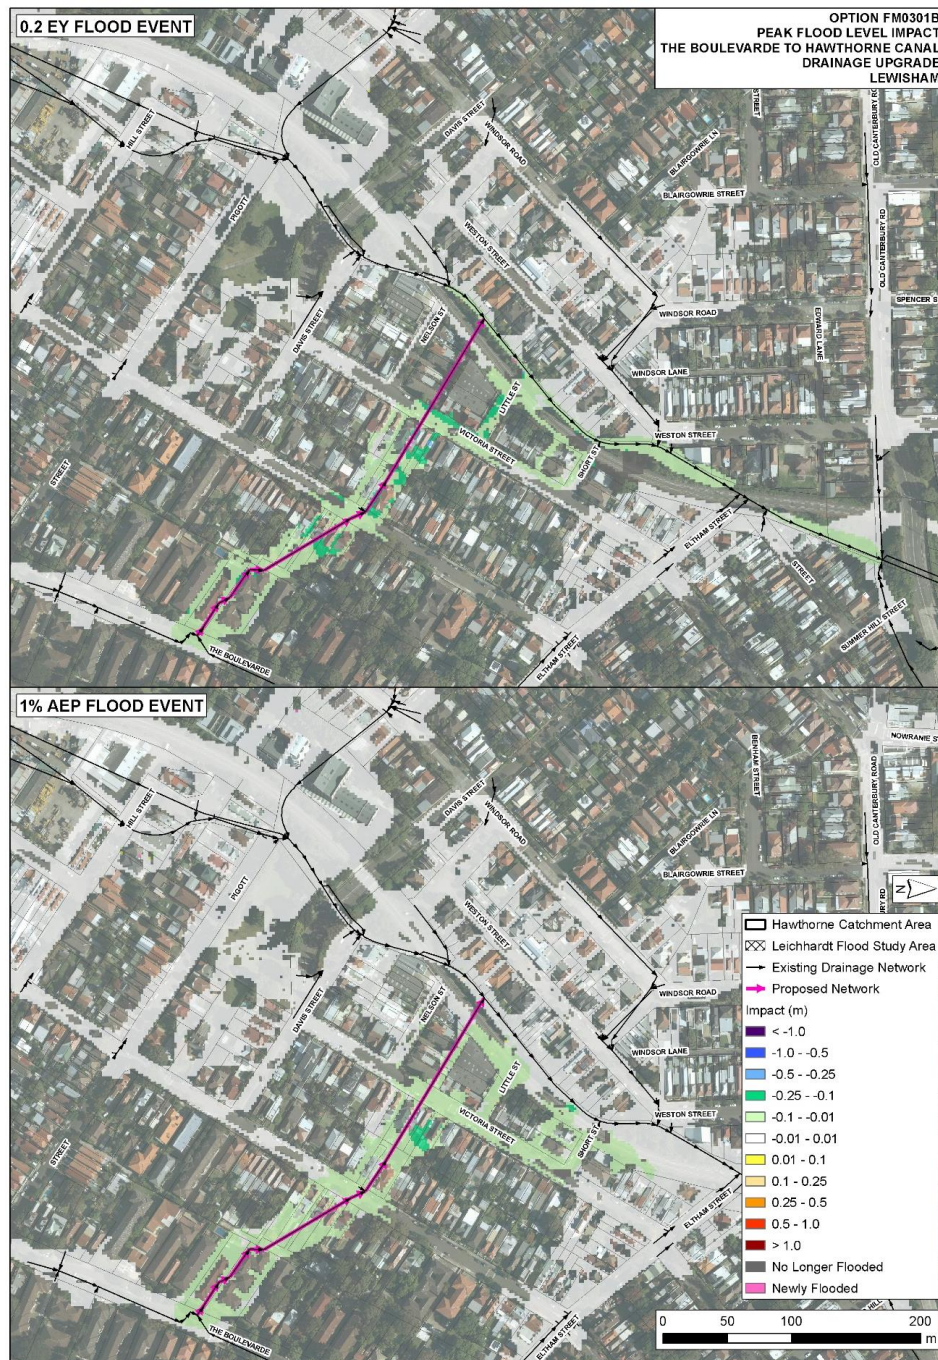 0.2 EY FLOOD EVENT
OPTION FM0301B
PEAK FLOOD LEVEL IMPACT
THE BOULEVARDE TO HAWTHORNE CANAL
DRAINAGE UPGRADE
LEWISHAM
HILL STREET
DAVIS STREET
WINDSOR ROAD
BLAIRGOWRIE LN
STREET
OLD CANTERBURY RD
PIGOTT
BLAIRGOWRIE STREET
WESTON STREET
OLD CANTERBURY RD
DAVIS STREET
NELSON ST
WINDSOR ROAD
EDWARD LANE
SPENCER S
WINDSOR LANE
LITTLE ST
VICTORIA STREET
SHORT ST
WESTON STREET
STREET
ELTHAM STREET
STREET
SUMMER HILL STREET
THE BOULEVARDE
ELTHAM STREET
1% AEP FLOOD EVENT
NOWRANIE S
BENHAM STREET
OLD CANTERBURY ROAD
HILL STREET
DAVIS STREET
WINDSOR ROAD
BLAIRGOWRIE LN
BLAIRGOWRIE STREET
PIGOTT
WESTON STREET
URY RD
N
DAVIS STREET
NELSON ST
WINDSOR ROAD
WINDSOR LANE
LITTLE ST
VICTORIA STREET
SHORT ST
WESTON STREET
STREET
ELTHAM STREET
THE BOULEVARDE
ELTHAM STREET
HILL
Hawthorne Catchment Area
Leichhardt Flood Study Area
Existing Drainage Network
Proposed Network
Impact (m)
< -1.0
-1.0 - -0.5
-0.5 - -0.25
-0.25 - -0.1
-0.1 - -0.01
-0.01 - 0.01
0.01 - 0.1
0.1 - 0.25
0.25 - 0.5
0.5 - 1.0
> 1.0
No Longer Flooded
Newly Flooded
0 50 100 200
m